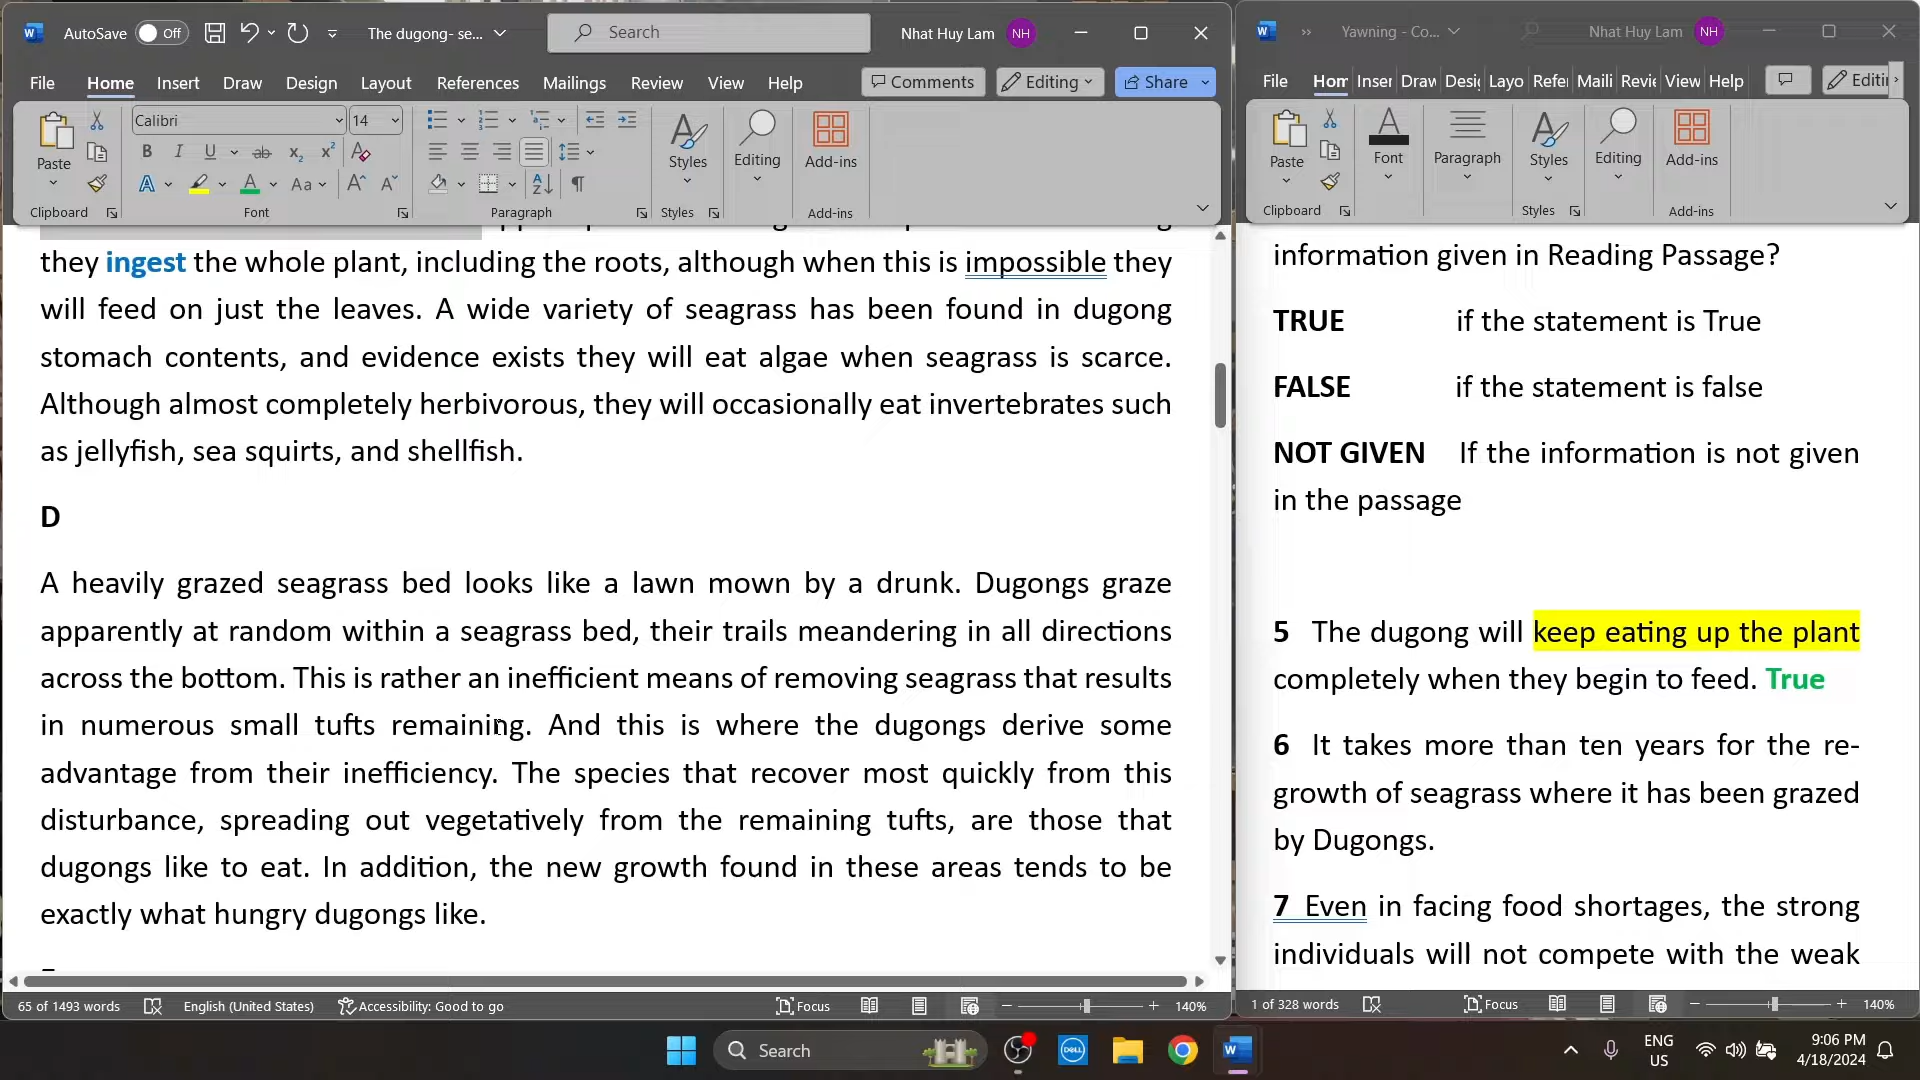 AutoSave Off The dugong- se... Search Nhat Huy Lam NH
File Home Insert Draw Design Layout References Mailings Review View Help Comments Editing Share
Paste Calibri 14 Styles Editing Add-ins
Clipboard Font Paragraph Styles Add-ins
they ingest the whole plant, including the roots, although when this is impossible they
will feed on just the leaves. A wide variety of seagrass has been found in dugong
stomach contents, and evidence exists they will eat algae when seagrass is scarce.
Although almost completely herbivorous, they will occasionally eat invertebrates such
as jellyfish, sea squirts, and shellfish.
D
A heavily grazed seagrass bed looks like a lawn mown by a drunk. Dugongs graze
apparently at random within a seagrass bed, their trails meandering in all directions
across the bottom. This is rather an inefficient means of removing seagrass that results
in numerous small tufts remaining. And this is where the dugongs derive some
advantage from their inefficiency. The species that recover most quickly from this
disturbance, spreading out vegetatively from the remaining tufts, are those that
dugongs like to eat. In addition, the new growth found in these areas tends to be
exactly what hungry dugongs like.
65 of 1493 words English (United States) Accessibility: Good to go Focus 140%
Yawning - Co... Nhat Huy Lam NH
File Hom Inser Draw Desig Layo Refer Maili Revie View Help Editi
Paste Font Paragraph Styles Editing Add-ins
Clipboard Styles Add-ins
information given in Reading Passage?
TRUE if the statement is True
FALSE if the statement is false
NOT GIVEN If the information is not given
in the passage
5 The dugong will keep eating up the plant
completely when they begin to feed. True
6 It takes more than ten years for the re-
growth of seagrass where it has been grazed
by Dugongs.
7 Even in facing food shortages, the strong
individuals will not compete with the weak
1 of 328 words Focus 140%
Search DELL ENG
US 9:06 PM
4/18/2024